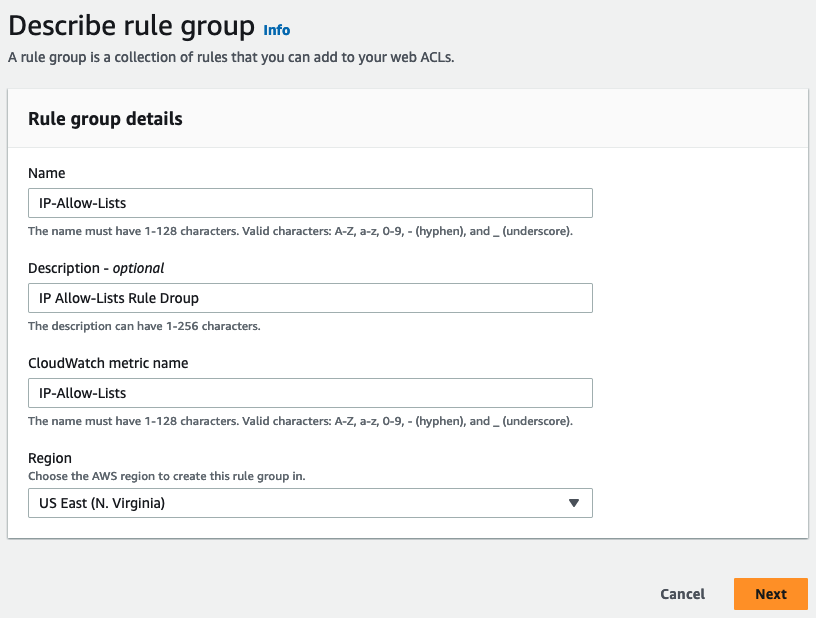 Describe rule group Info
A rule group is a collection of rules that you can add to your web ACLs.
Rule group details
Name
IP-Allow-Lists
The name must have 1-128 characters. Valid characters: A-Z, a-z, 0-9, - (hyphen), and _ (underscore).
Description - optional
IP Allow-Lists Rule Droup
The description can have 1-256 characters.
CloudWatch metric name
IP-Allow-Lists
The name must have 1-128 characters. Valid characters: A-Z, a-z, 0-9, - (hyphen), and _ (underscore).
Region
Choose the AWS region to create this rule group in.
US East (N. Virginia)
Cancel Next